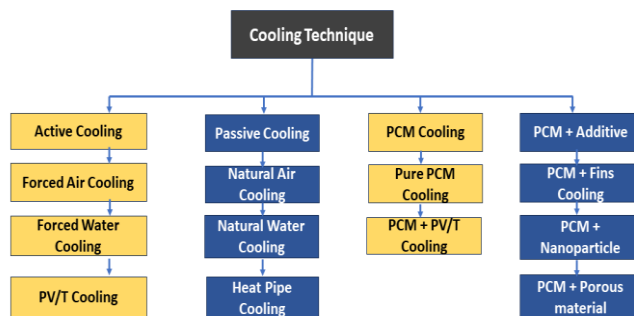 Cooling Technique
Active Cooling
Forced Air Cooling
Forced Water
Cooling
PV/T Cooling
Passive Cooling
Natural Air
Cooling
Natural Water
Cooling
Heat Pipe
Cooling
PCM Cooling
Pure PCM
Cooling
PCM + PV/T
Cooling
PCM + Additive
PCM + Fins
Cooling
PCM +
Nanoparticle
PCM + Porous
material